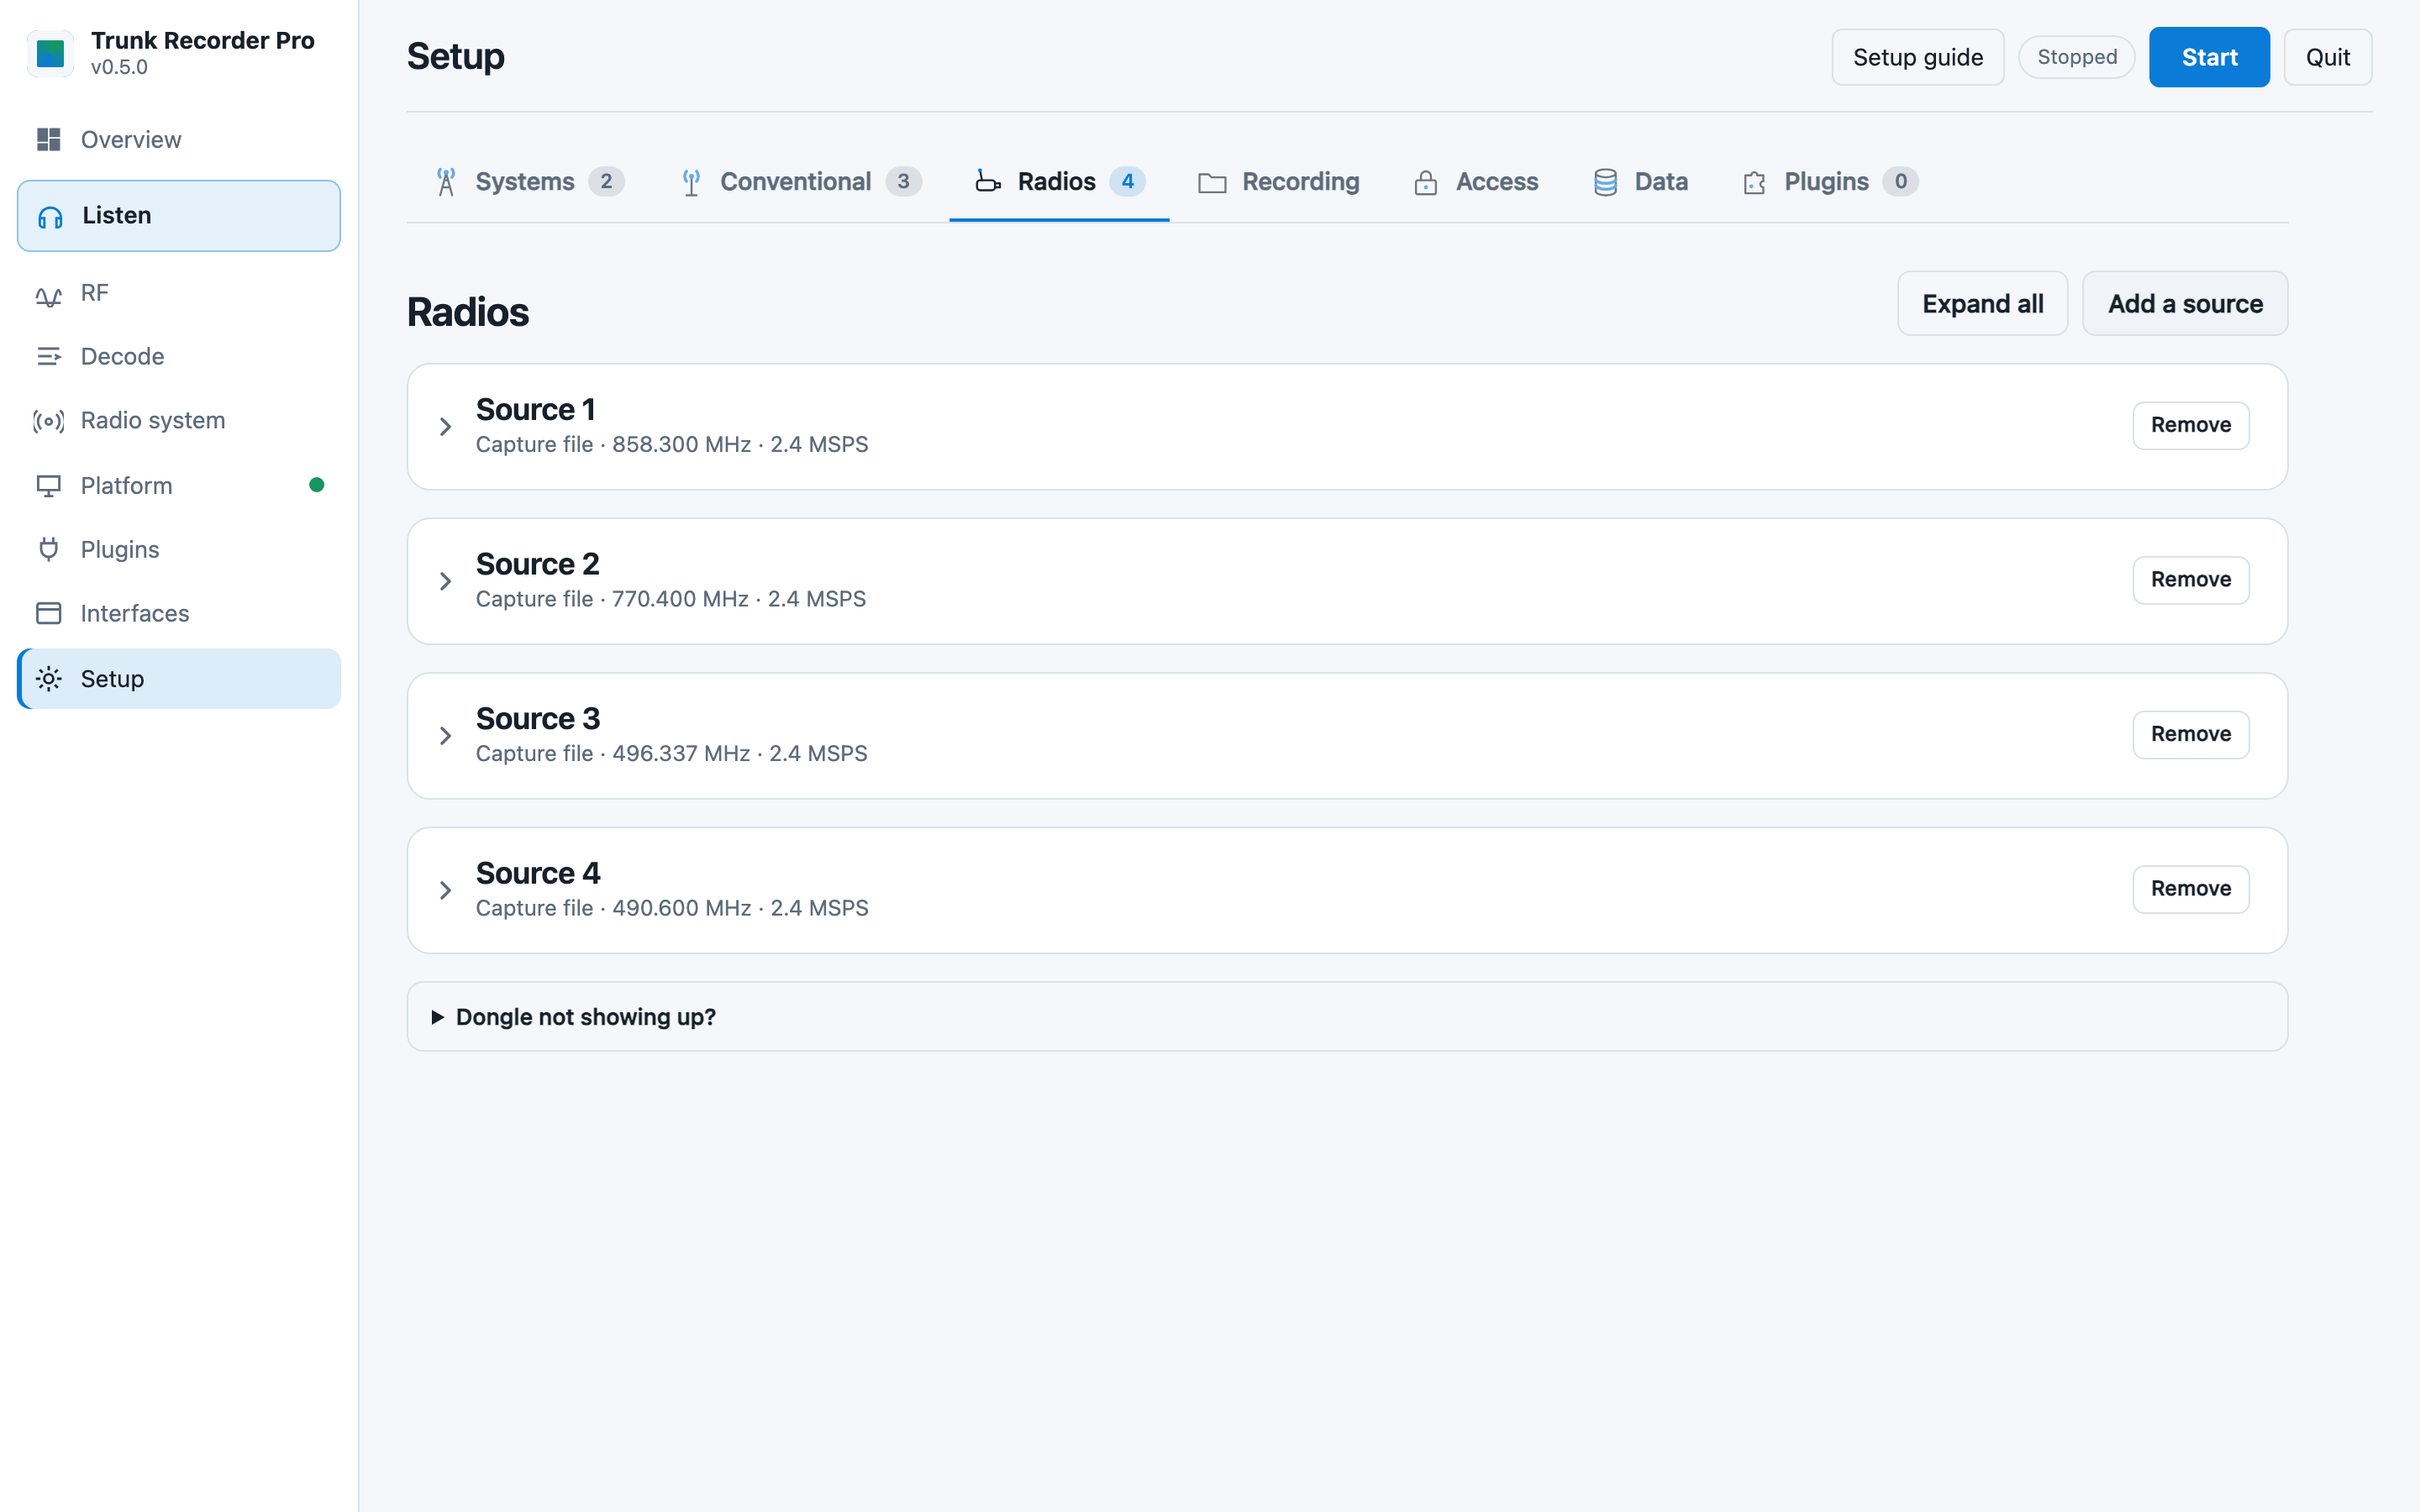 Trunk Recorder Pro
v0.5.0
Overview
Listen
RF
Decode
Radio system
Platform
Plugins
Interfaces
Setup
Setup
Setup guide
Stopped
Start
Quit
Systems 2
Conventional 3
Radios 4
Recording
Access
Data
Plugins 0
Radios
Expand all
Add a source
Source 1
Capture file · 858.300 MHz · 2.4 MSPS
Remove
Source 2
Capture file · 770.400 MHz · 2.4 MSPS
Remove
Source 3
Capture file · 496.337 MHz · 2.4 MSPS
Remove
Source 4
Capture file · 490.600 MHz · 2.4 MSPS
Remove
Dongle not showing up?